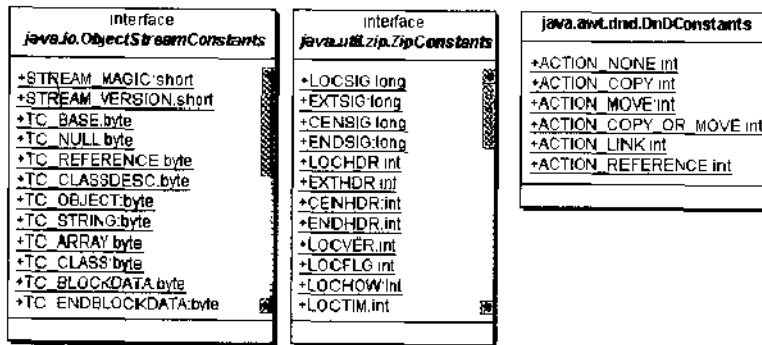 interface
java.io.ObjectStreamConstants
+STREAM_MAGIC:short
+STREAM_VERSION:short
+TC_BASE:byte
+TC_NULL:byte
+TC_REFERENCE:byte
+TC_CLASSDESC:byte
+TC_OBJECT:byte
+TC_STRING:byte
+TC_ARRAY:byte
+TC_CLASS:byte
+TC_BLOCKDATA:byte
+TC_ENDBLOCKDATA:byte
interface
java.util.zip.ZipConstants
+LOCSIG:long
+EXTSIG:long
+CENSIG:long
+ENDSIG:long
+LOCHDR:int
+EXTHDR:int
+CENHDR:int
+ENDHDR:int
+LOCVER:int
+LOCFLG:int
+LOCHOW:int
+LOCTIM:int
java.awt.dnd.DnDConstants
+ACTION_NONE:int
+ACTION_COPY:int
+ACTION_MOVE:int
+ACTION_COPY_OR_MOVE:int
+ACTION_LINK:int
+ACTION_REFERENCE:int